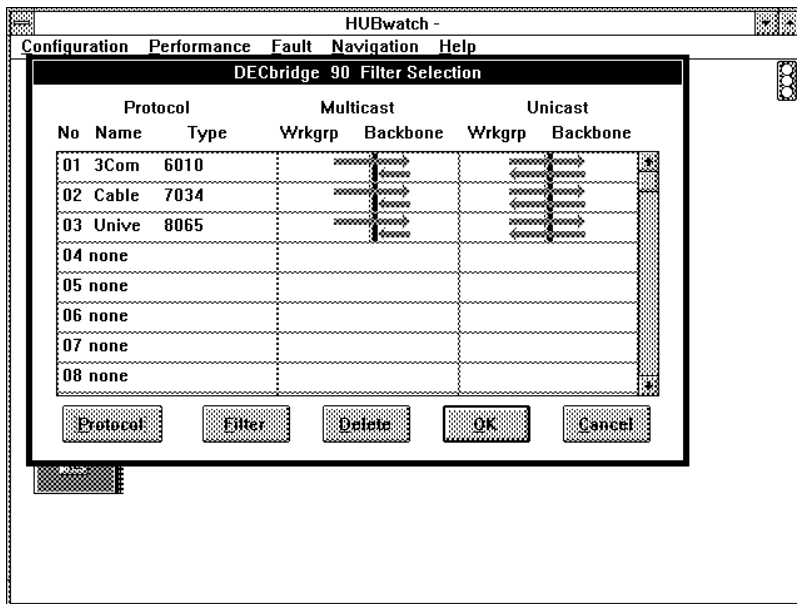 HUBwatch -
Configuration Performance Fault Navigation Help
DECbridge 90 Filter Selection
Protocol Multicast Unicast
No Name Type Wrkgrp Backbone Wrkgrp Backbone
01 3Com 6010
02 Cable 7034
03 Unive 8065
04 none
05 none
06 none
07 none
08 none
Protocol Filter Delete OK Cancel